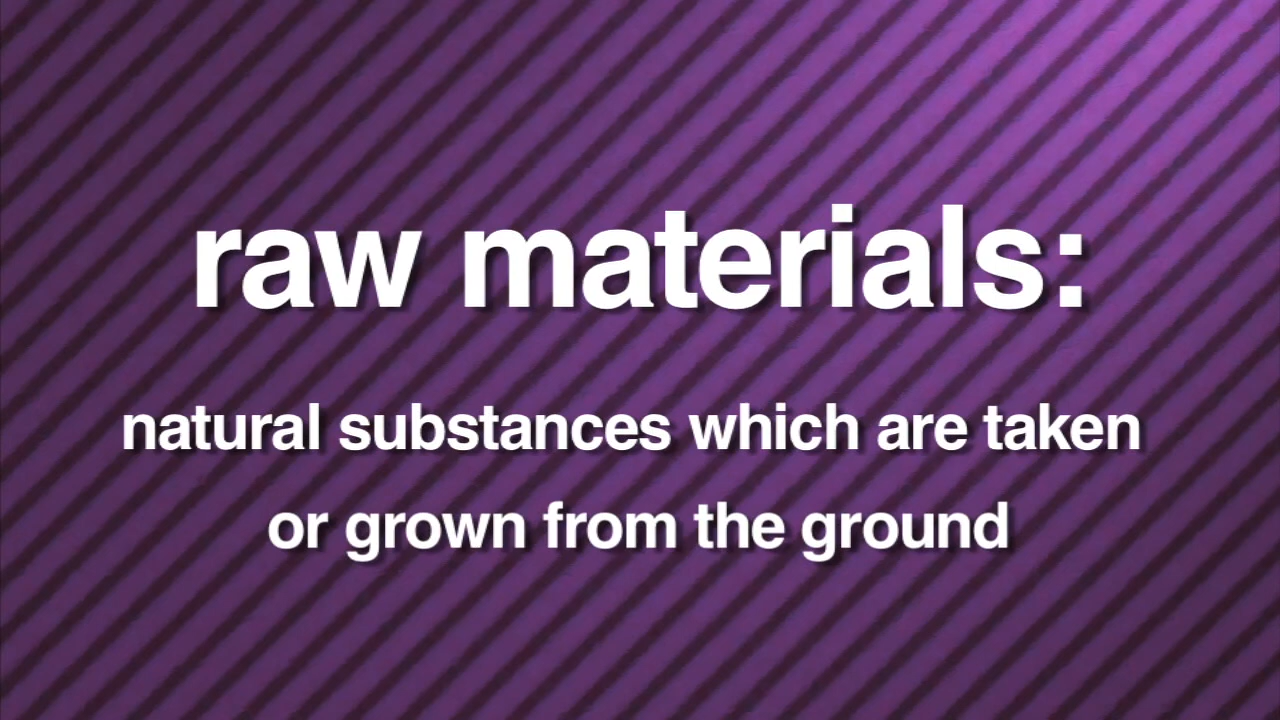 raw materials:
natural substances which are taken
or grown from the ground